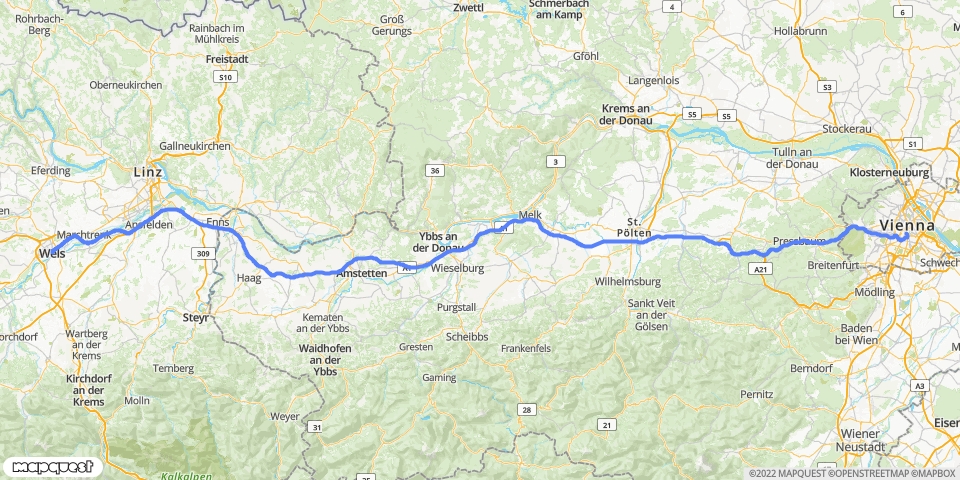 Rohrbach-
Berg
Rainbach im
Mühlkreis
Groß
Gerungs
Zwettl
Schmerbach
am Kamp
4
6
Hollabrunn
Freistadt
S10
Oberneukirchen
Gföhl
Langenlois
S3
Krems an
der Donau
S5
S5
Stockerau
S1
Gallneukirchen
Eferding
Linz
36
3
Tulln an
der Donau
Klosterneuburg
Enns
Ansfelden
Marchtrenk
Wels
Melk
St.
Pölten
Vienna
Ybbs an
der Donau
Pressbaum
Breitenfurt
Schwech
309
Haag
Amstetten
A1
Wieselburg
A21
Wilhelmsburg
Mödling
Steyr
Kematen
an der Ybbs
Purgstall
Sankt Veit
an der
Gölsen
Baden
bei Wien
Wartberg
an der
Krems
Scheibbs
Waidhofen
an der
Ybbs
Gresten
Frankenfels
Ternberg
Berndorf
Kirchdorf
an der
Krems
Gaming
A3
Molln
Pernitz
Weyer
31
28
21
Wiener
Neustadt
Eisen
Kalkalpen
mapquest
©2022 MAPQUEST ©OPENSTREETMAP ©MAPBOX